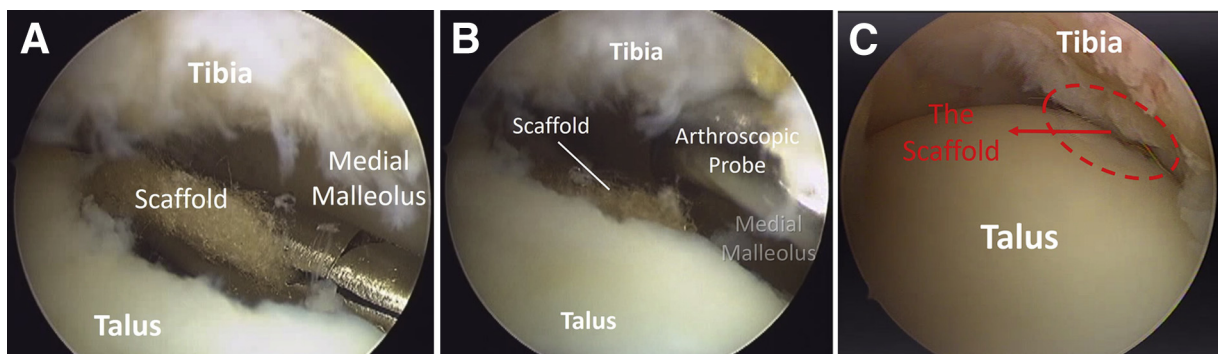 A
Tibia
Medial
Malleolus
Scaffold
Talus
B
Tibia
Scaffold
Arthroscopic
Probe
Medial
Malleolus
Talus
C
Tibia
The
Scaffold
Talus